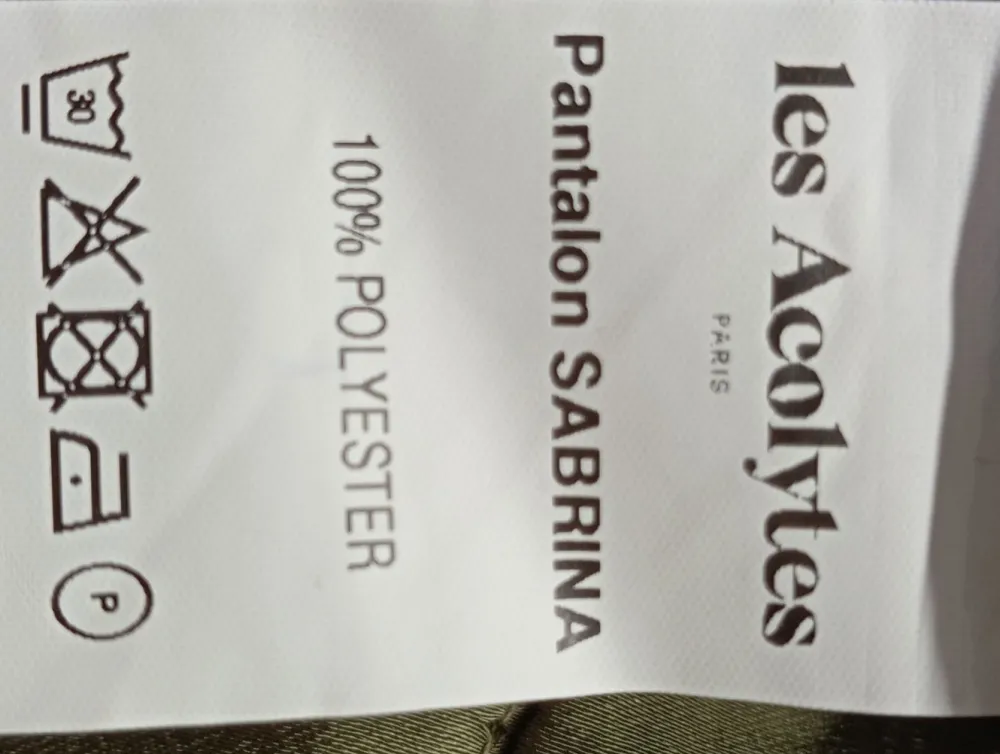 les Acolytes
PARIS
Pantalon SABRINA
100% POLYESTER
30
P